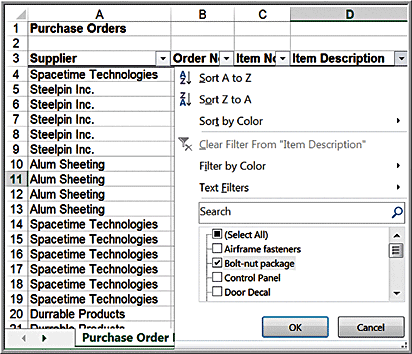 A B C D
1 Purchase Orders
2
3 Supplier Order No Item No Item Description
4 Spacetime Technologies
5 Steelpin Inc.
6 Steelpin Inc.
7 Steelpin Inc.
8 Steelpin Inc.
9 Steelpin Inc.
10 Alum Sheeting
11 Alum Sheeting
12 Alum Sheeting
13 Alum Sheeting
14 Spacetime Technologies
15 Spacetime Technologies
16 Spacetime Technologies
17 Spacetime Technologies
18 Spacetime Technologies
19 Spacetime Technologies
20 Durrable Products
21 Durrable Products
Purchase Order
Sort A to Z
Sort Z to A
Sort by Color
Clear Filter From "Item Description"
Filter by Color
Text Filters
Search
(Select All)
Airframe fasteners
Bolt-nut package
Control Panel
Door Decal
OK Cancel